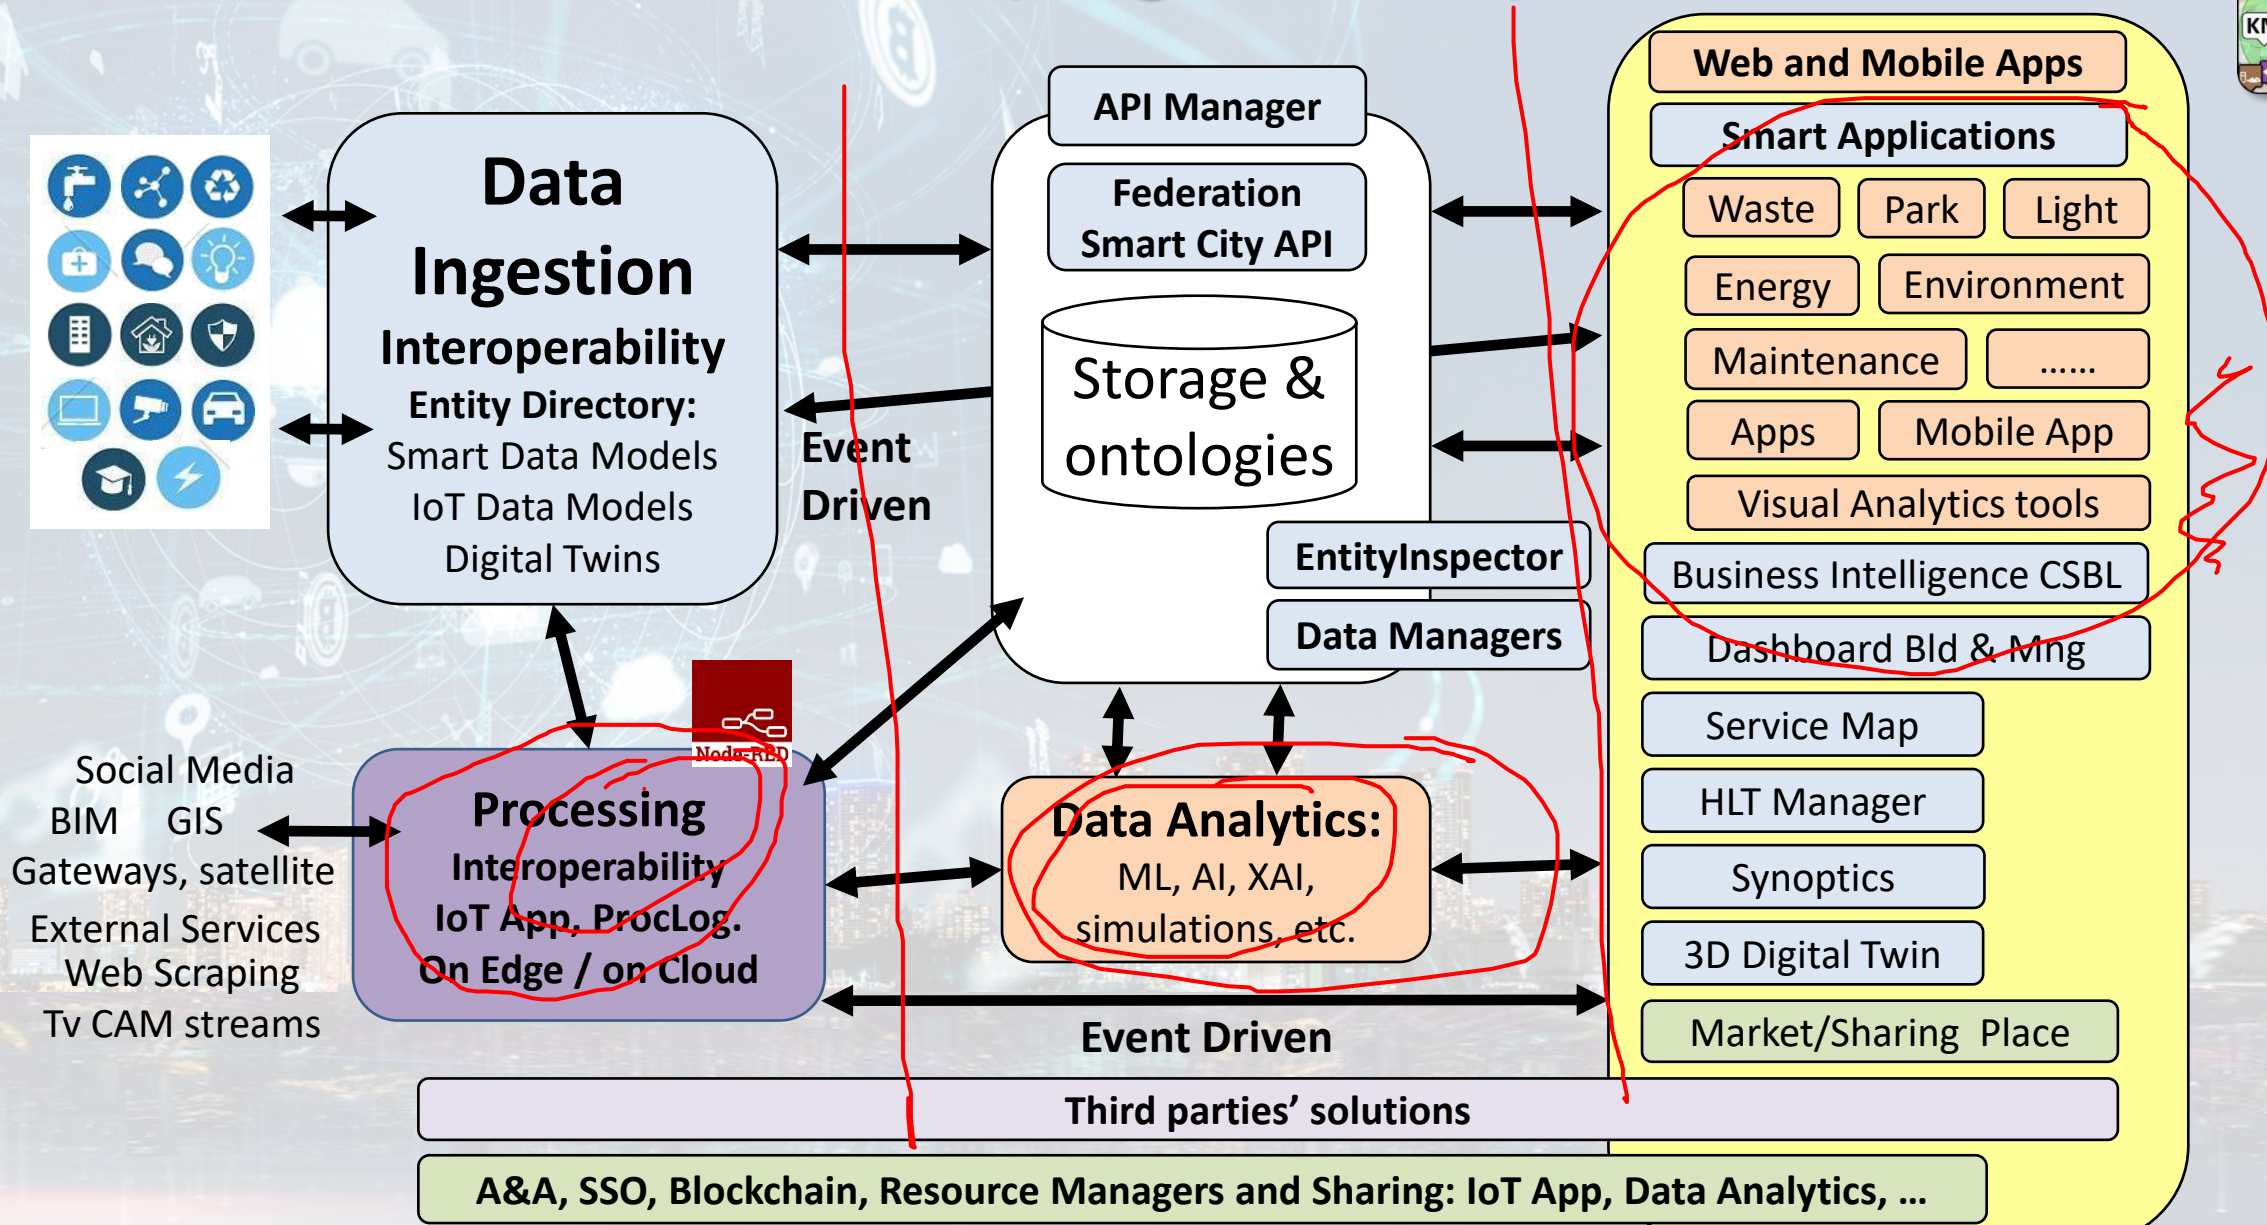 KM
Web and Mobile Apps
API Manager
Smart Applications
Data
Ingestion
Interoperability
Entity Directory:
Smart Data Models
IoT Data Models
Digital Twins
Federation
Smart City API
Storage &
ontologies
Event
Driven
EntityInspector
Data Managers
Waste
Park
Light
Energy
Environment
Maintenance
......
Apps
Mobile App
Visual Analytics tools
Business Intelligence CSBL
Dashboard Bld & Mng
Service Map
HLT Manager
Synoptics
3D Digital Twin
Market/Sharing Place
Node-RED
Social Media
BIM GIS
Gateways, satellite
External Services
Web Scraping
Tv CAM streams
Processing
Interoperability
IoT App, ProcLog.
On Edge / on Cloud
Data Analytics:
ML, AI, XAI,
simulations, etc.
Event Driven
Third parties’ solutions
A&A, SSO, Blockchain, Resource Managers and Sharing: IoT App, Data Analytics, ...